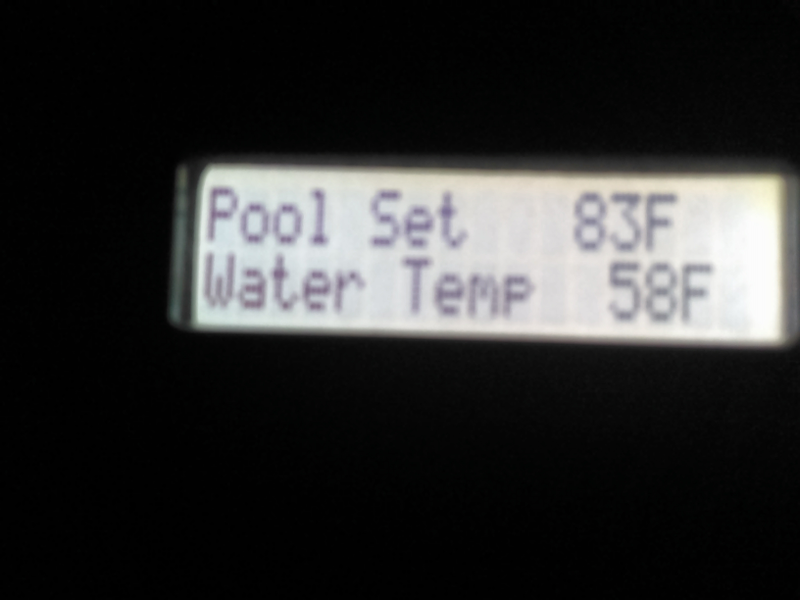 Pool Set 83F
Water Temp 58F